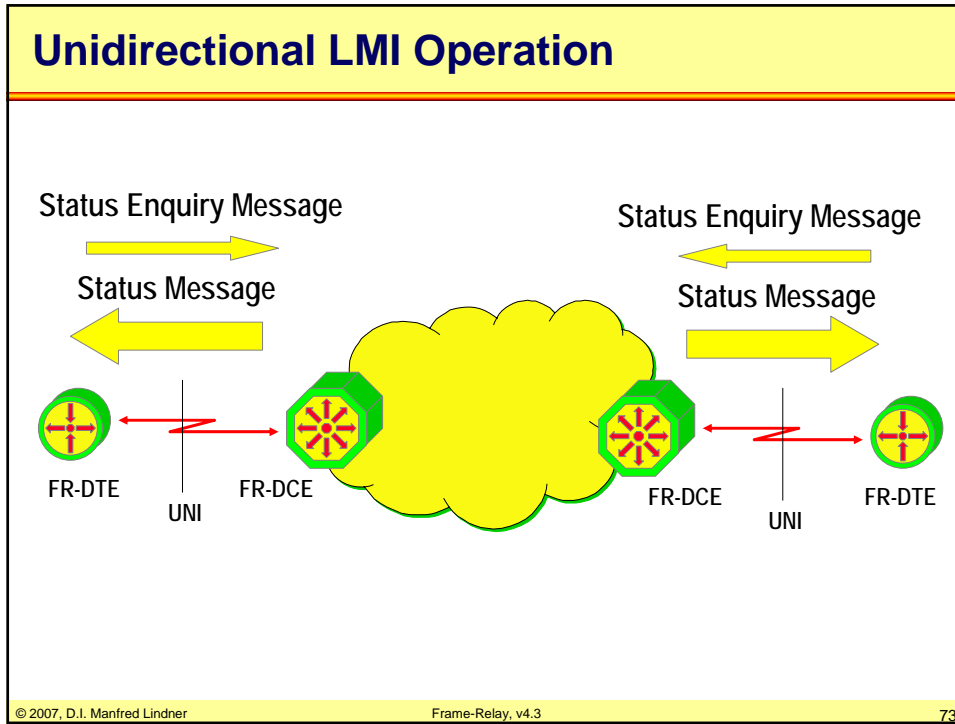 Unidirectional LMI Operation
Status Enquiry Message
Status Message
Status Enquiry Message
Status Message
FR-DTE
UNI
FR-DCE
FR-DCE
UNI
FR-DTE
© 2007, D.I. Manfred Lindner
Frame-Relay, v4.3
73